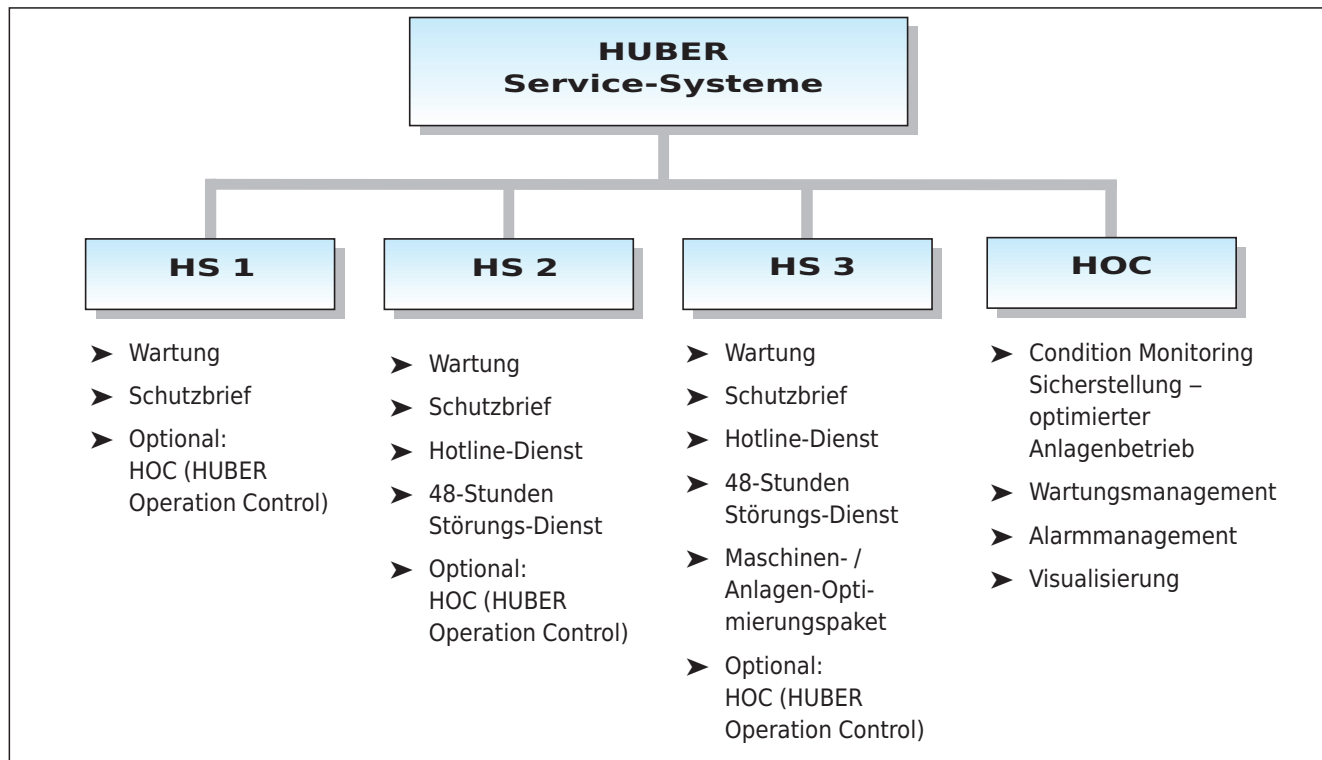 HUBER
Service-Systeme
HS 1
➤ Wartung
➤ Schutzbrief
➤ Optional:
HOC (HUBER
Operation Control)
HS 2
➤ Wartung
➤ Schutzbrief
➤ Hotline-Dienst
➤ 48-Stunden
Störungs-Dienst
➤ Optional:
HOC (HUBER
Operation Control)
HS 3
➤ Wartung
➤ Schutzbrief
➤ Hotline-Dienst
➤ 48-Stunden
Störungs-Dienst
➤ Maschinen- /
Anlagen-Opti-
mierungspaket
➤ Optional:
HOC (HUBER
Operation Control)
HOC
➤ Condition Monitoring
Sicherstellung –
optimierter
Anlagenbetrieb
➤ Wartungsmanagement
➤ Alarmmanagement
➤ Visualisierung